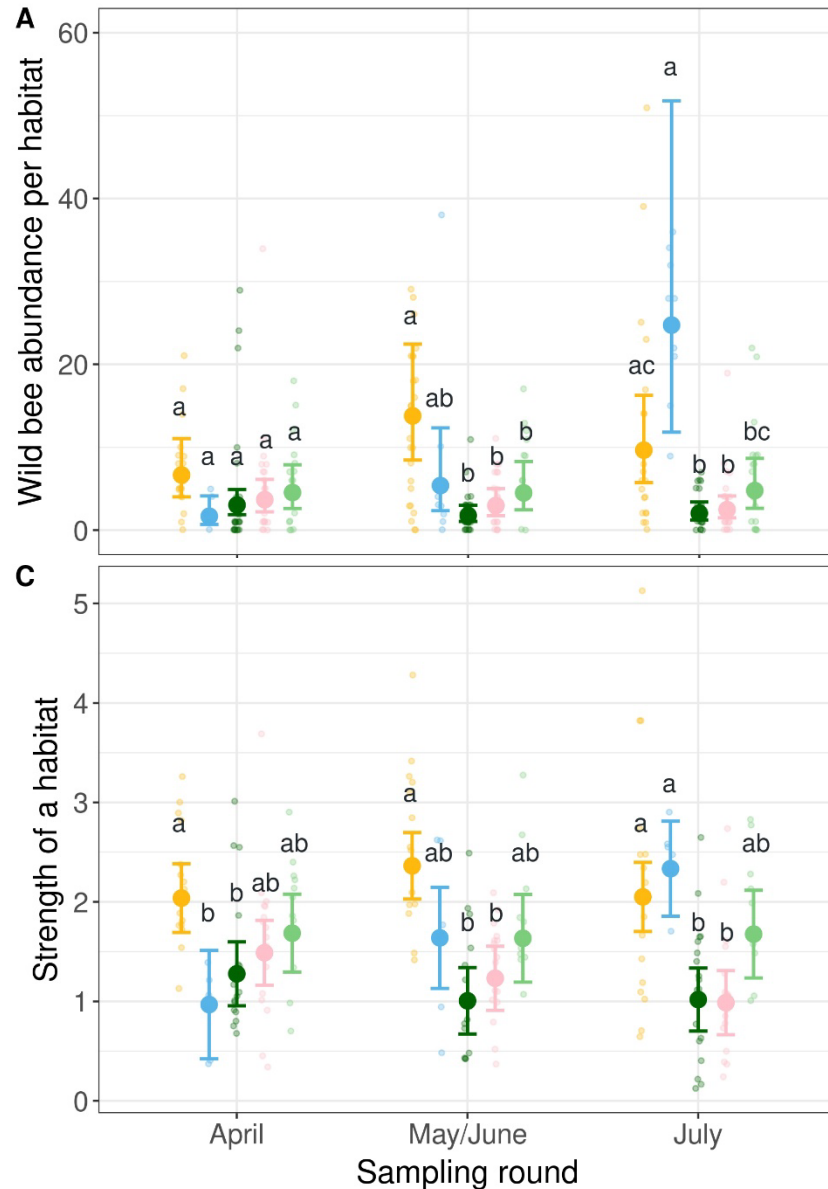 A
Wild bee abundance per habitat
60
40
20
0
a
a
a
a
a
a
ab
b
b
b
ac
a
b
b
bc
C
Strength of a habitat
5
4
3
2
1
0
a
b
b
ab
ab
a
ab
b
b
ab
a
a
b
b
ab
April
May/June
July
Sampling round